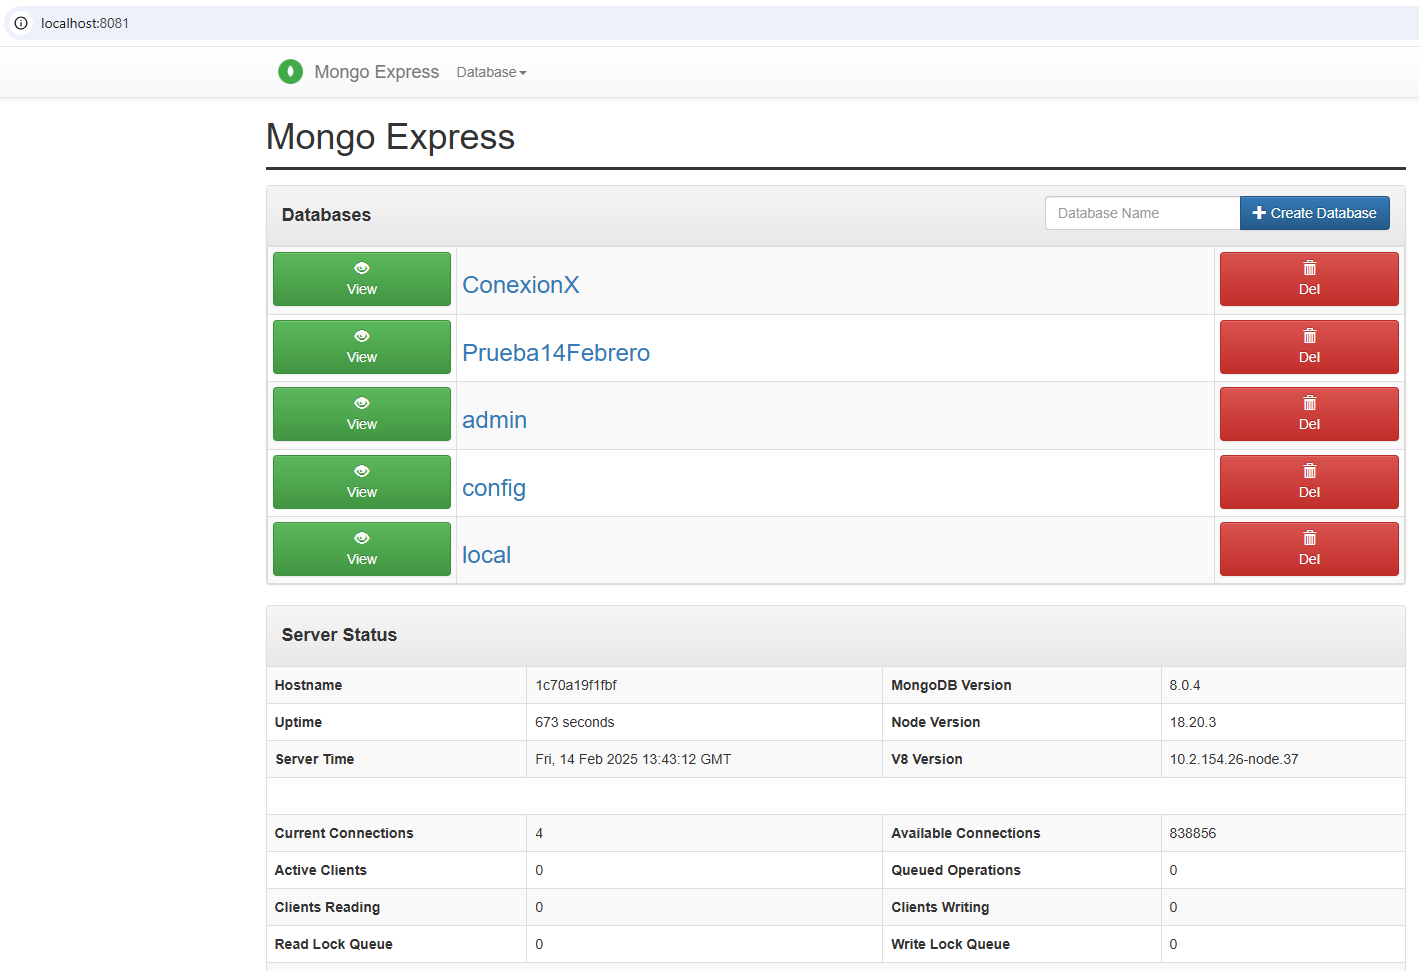 localhost:8081
Mongo Express Database
Mongo Express
Databases Database Name Create Database
View ConexionX Del
View Prueba14Febrero Del
View admin Del
View config Del
View local Del
Server Status
Hostname 1c70a19f1fbf MongoDB Version 8.0.4
Uptime 673 seconds Node Version 18.20.3
Server Time Fri, 14 Feb 2025 13:43:12 GMT V8 Version 10.2.154.26-node.37
Current Connections 4 Available Connections 838856
Active Clients 0 Queued Operations 0
Clients Reading 0 Clients Writing 0
Read Lock Queue 0 Write Lock Queue 0